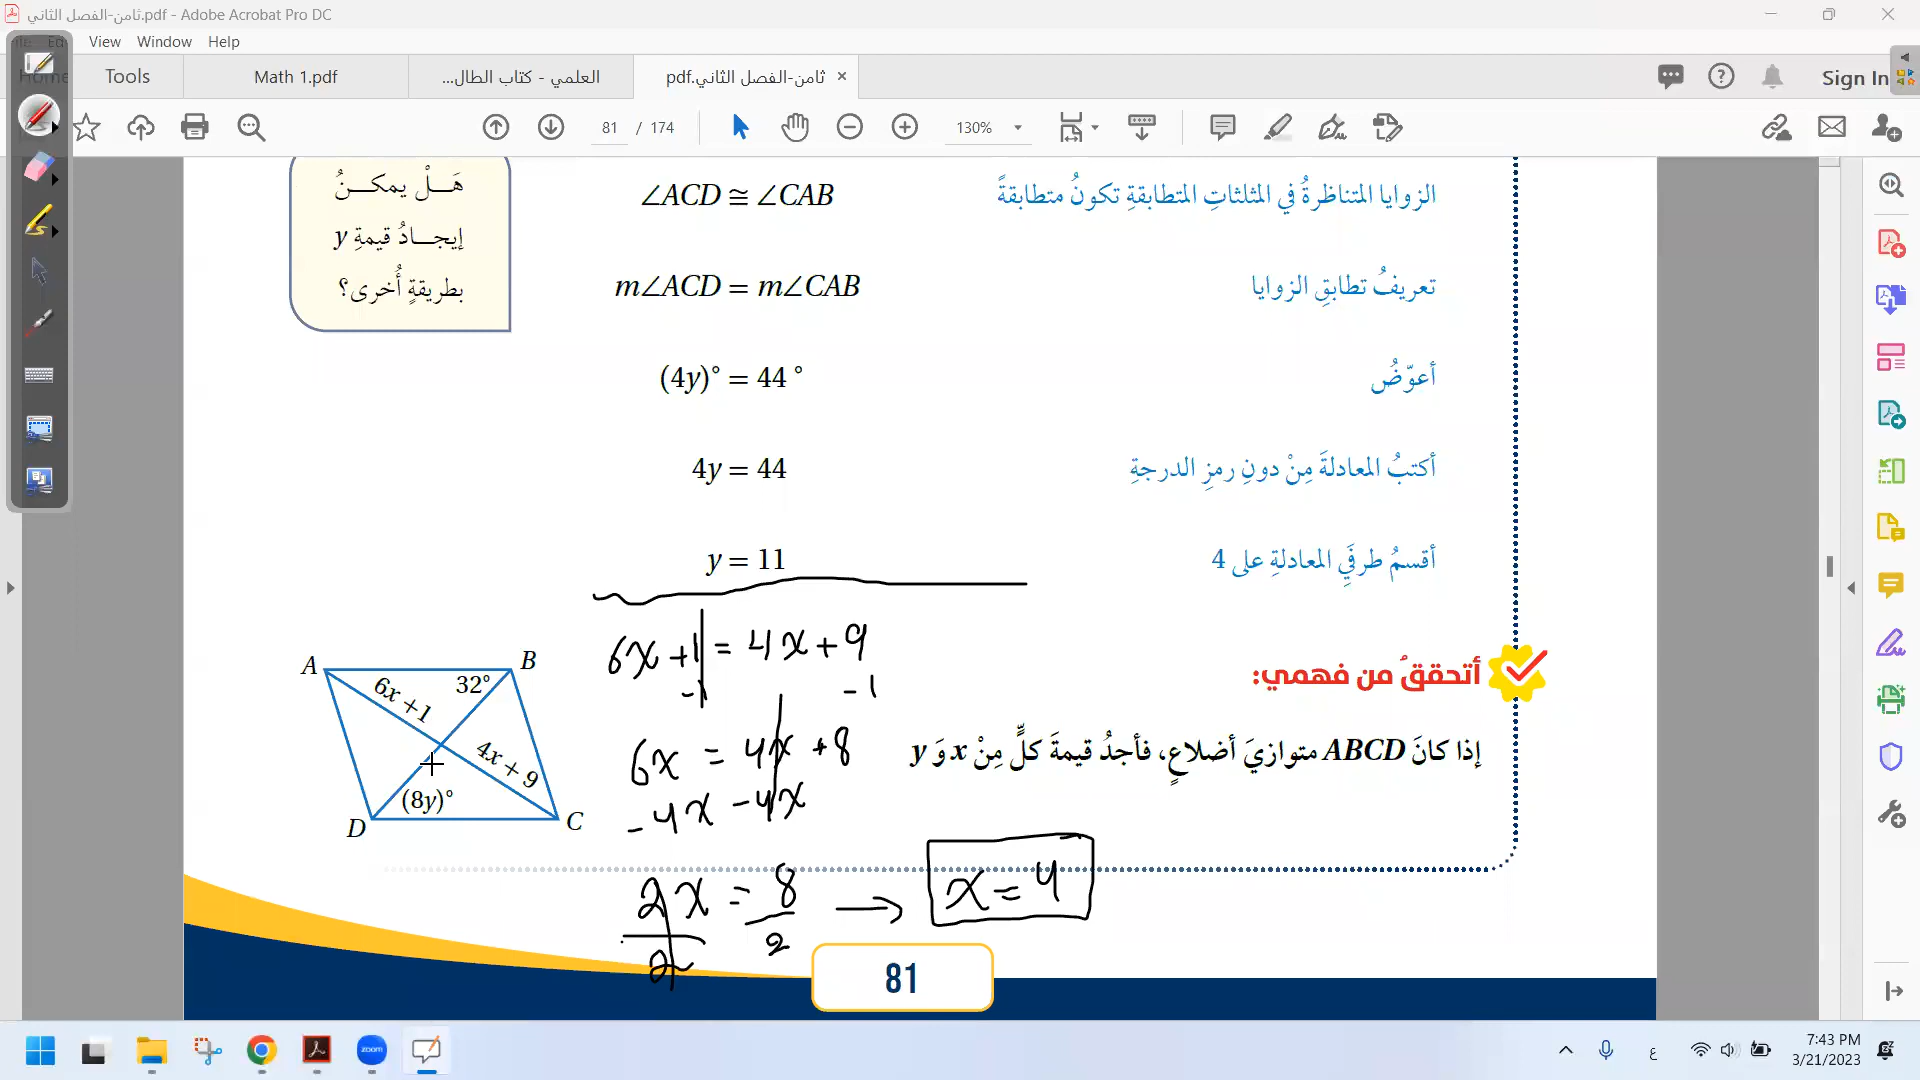 ثامن-الفصل الثاني.pdf - Adobe Acrobat Pro DC
View Window Help
Home Tools Math 1.pdf العلمي - كتاب الطال... ثامن-الفصل الثاني.pdf × Sign In
81 / 174 130%
هَـلْ يمكـنُ
إيجـادُ قيمةِ y
بطريقةٍ أُخرى؟
∠ACD ≅ ∠CAB
الزوايا المتناظرةُ في المثلثاتِ المتطابقةِ تكونُ متطابقةً
m∠ACD = m∠CAB
تعريفُ تطابقِ الزوايا
(4y)° = 44 °
أعوّضُ
4y = 44
أكتبُ المعادلةَ مِنْ دونِ رمزِ الدرجةِ
y = 11
أقسمُ طرفَيِ المعادلةِ على 4
6x + 1 = 4x + 9
-1 -1
6x = 4x + 8
-4x -4x
2x = 8
2 2
→ x = 4
أتحققُ من فهمي:
إذا كانَ ABCD متوازيَ أضلاعٍ، فأجدُ قيمةَ كلٍّ مِنْ x وَ y
A B
32°
6x + 1
4x + 9
(8y)°
D C
81
zoom
ع
7:43 PM
3/21/2023